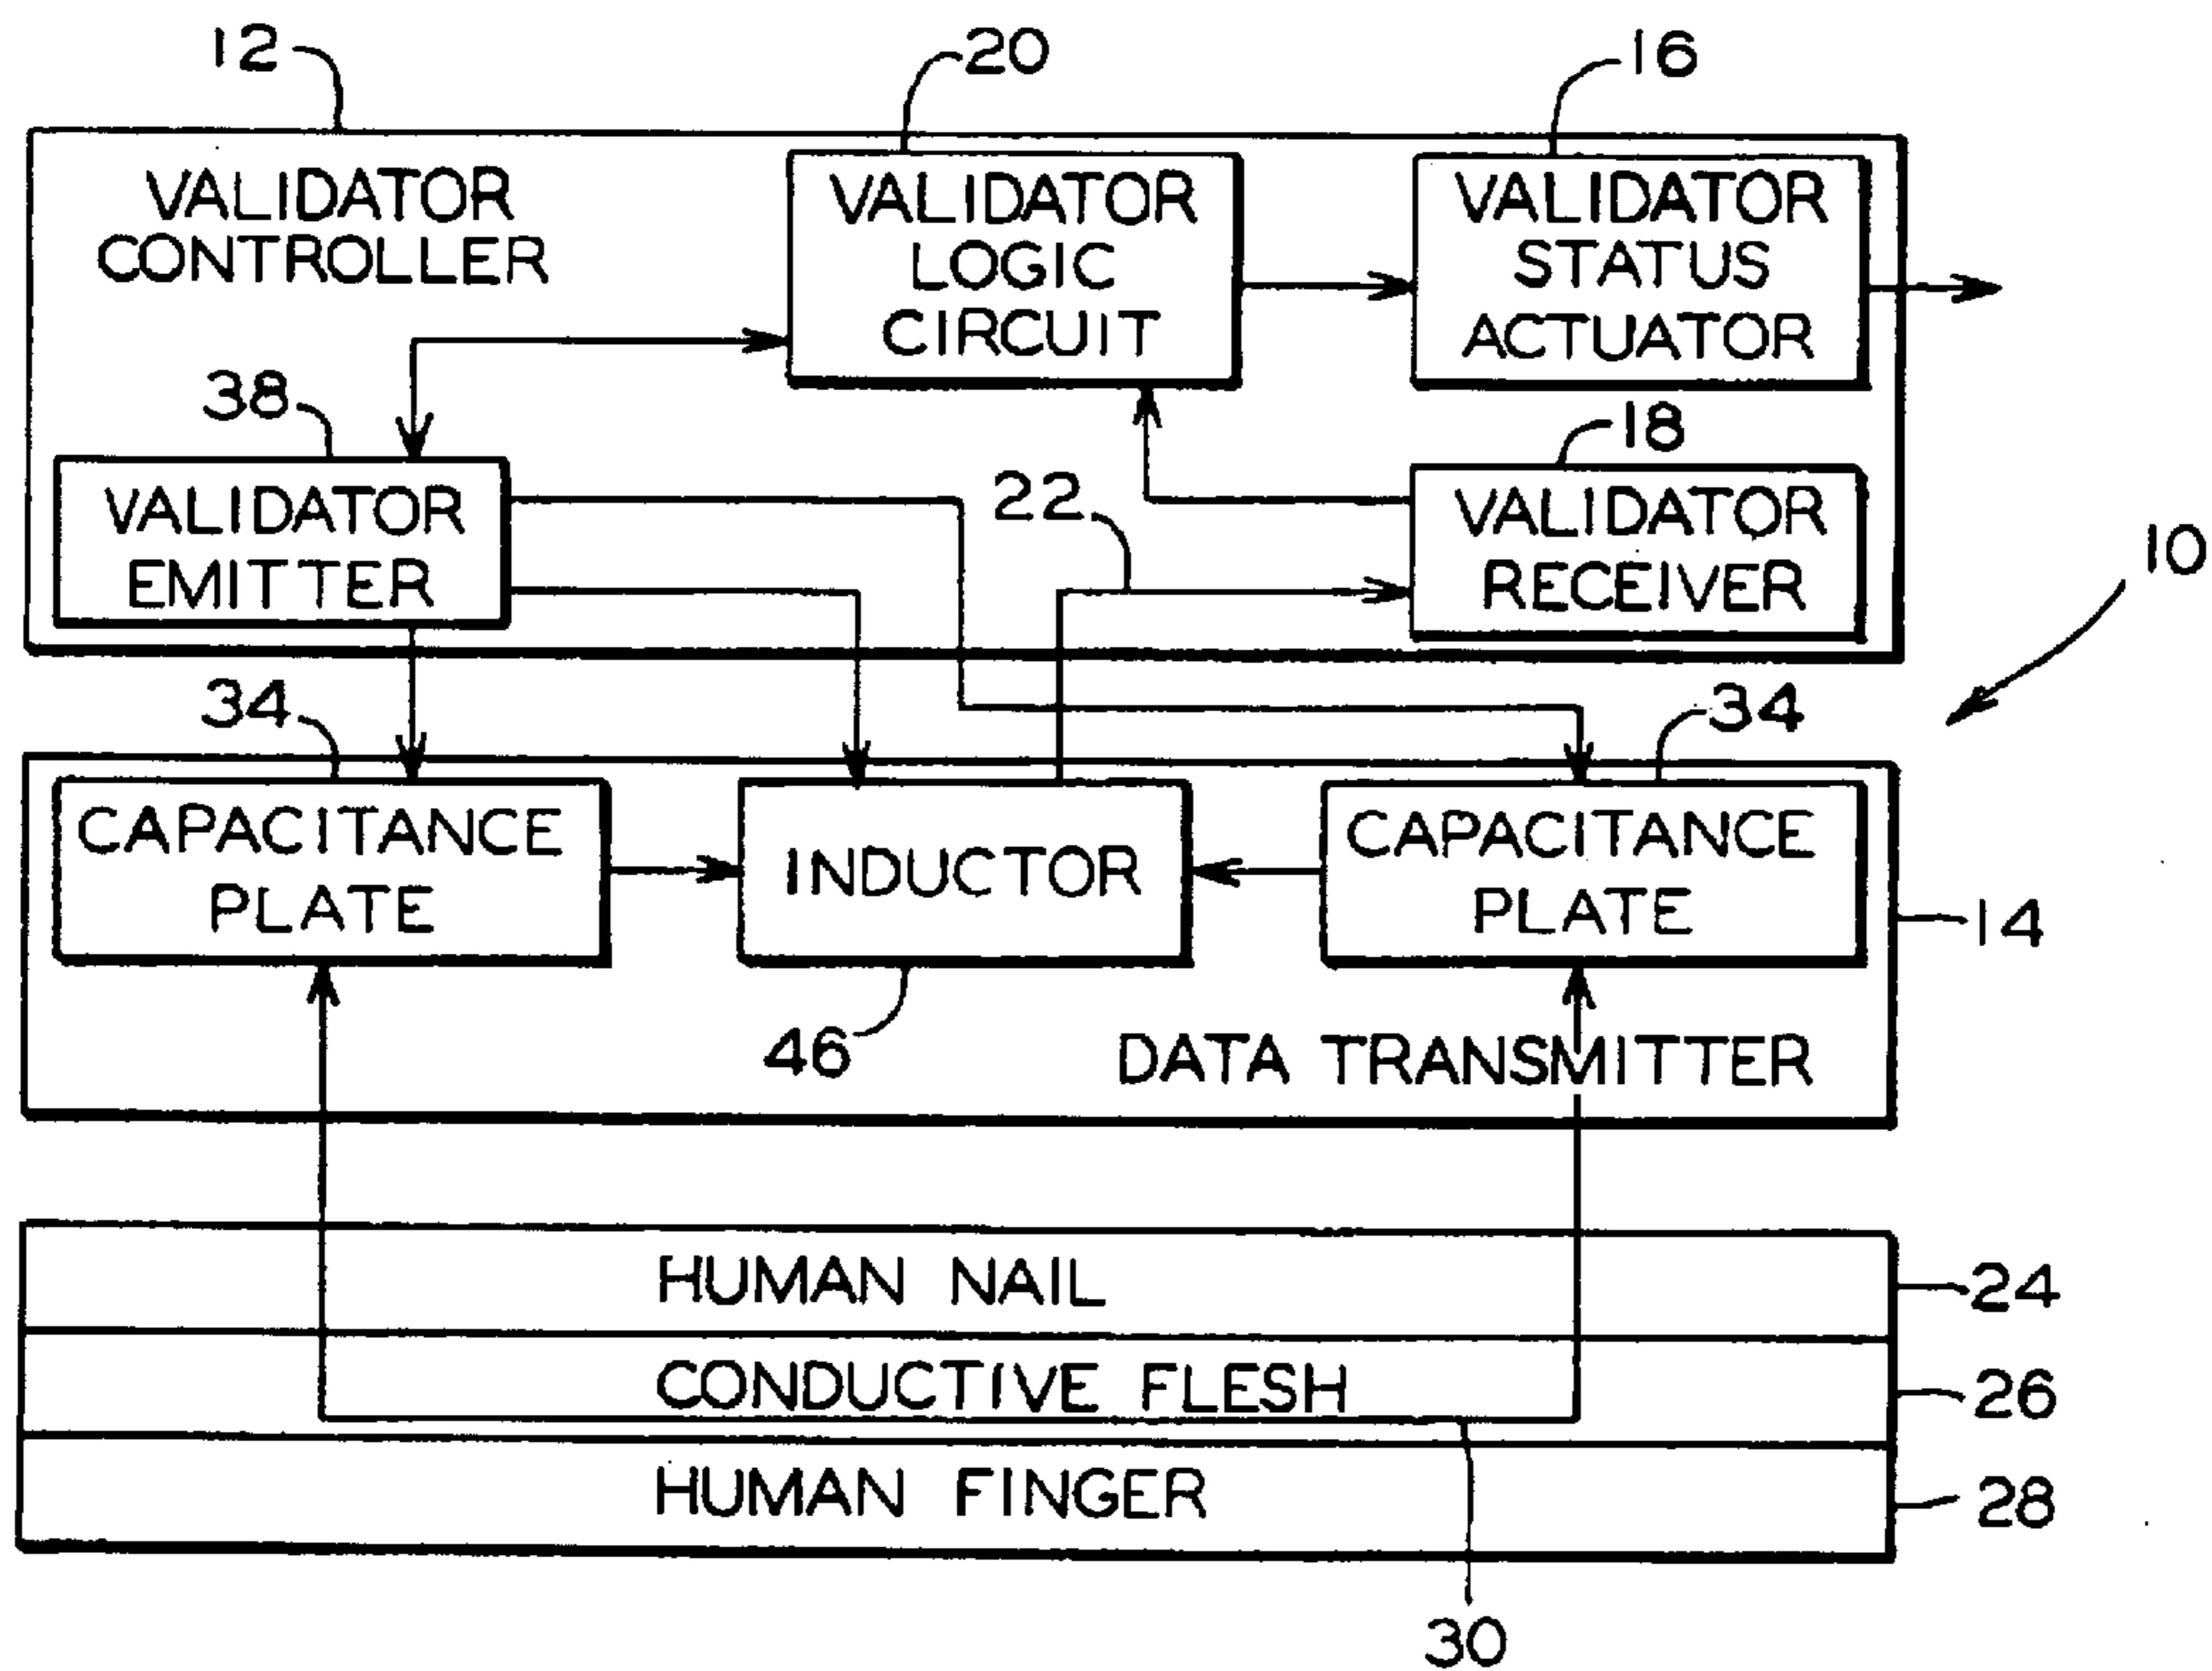 12
20
16
VALIDATOR
CONTROLLER
VALIDATOR
LOGIC
CIRCUIT
VALIDATOR
STATUS
ACTUATOR
38
18
22
VALIDATOR
EMITTER
VALIDATOR
RECEIVER
10
34
34
CAPACITANCE
PLATE
INDUCTOR
CAPACITANCE
PLATE
14
46
DATA TRANSMITTER
HUMAN NAIL
24
CONDUCTIVE FLESH
26
HUMAN FINGER
28
30